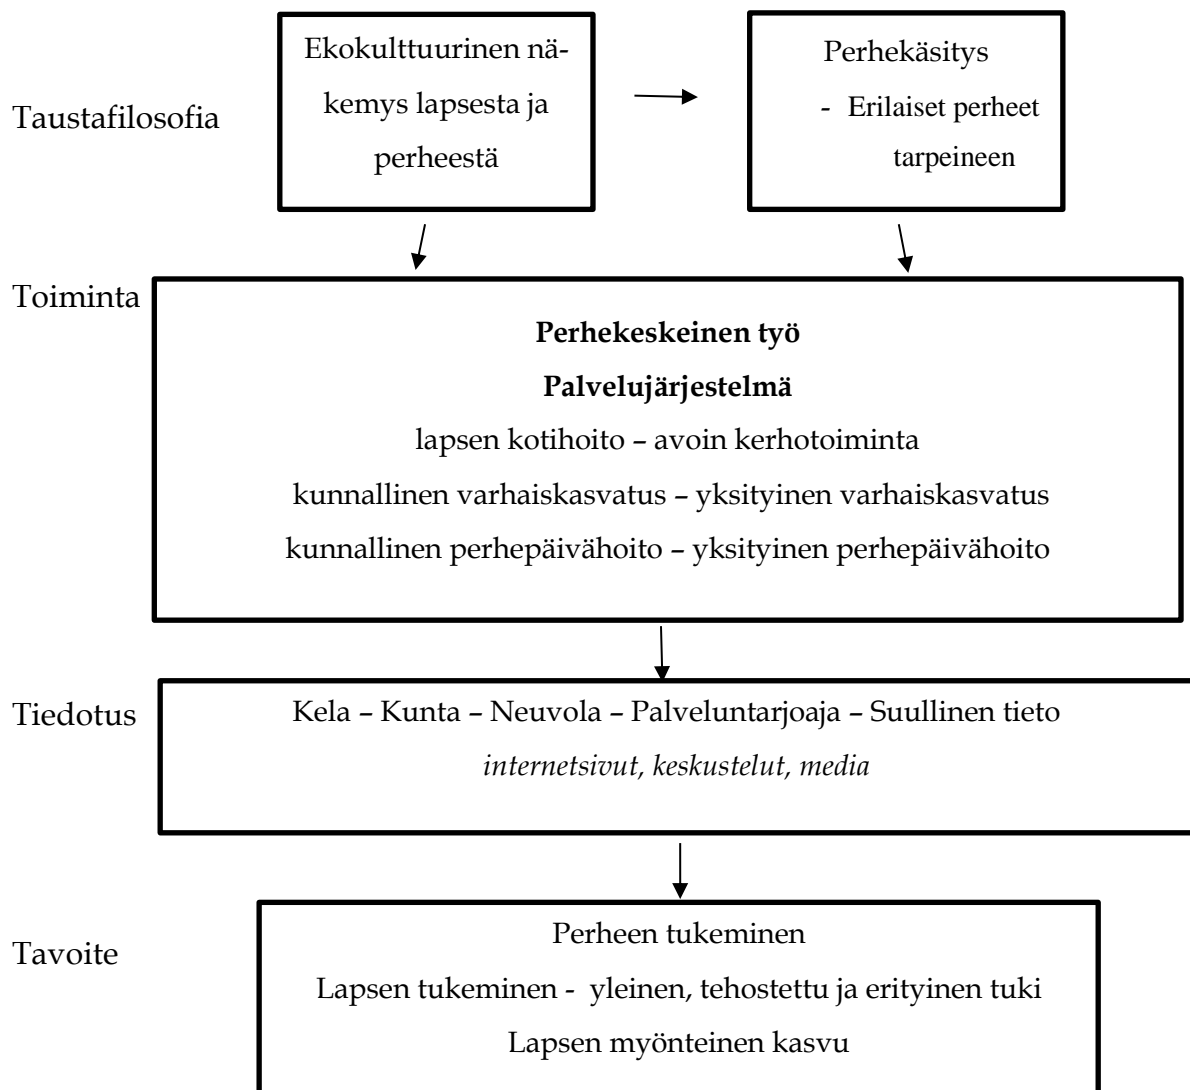 Ekokulttuurinen nä-
kemys lapsesta ja
perheestä
Perhekäsitys
- Erilaiset perheet
tarpeineen
Taustafilosofia
Toiminta
Perhekeskeinen työ
Palvelujärjestelmä
lapsen kotihoito – avoin kerhotoiminta
kunnallinen varhaiskasvatus – yksityinen varhaiskasvatus
kunnallinen perhepäivähoito – yksityinen perhepäivähoito
Tiedotus
Kela – Kunta – Neuvola – Palveluntarjoaja – Suullinen tieto
internetsivut, keskustelut, media
Tavoite
Perheen tukeminen
Lapsen tukeminen - yleinen, tehostettu ja erityinen tuki
Lapsen myönteinen kasvu